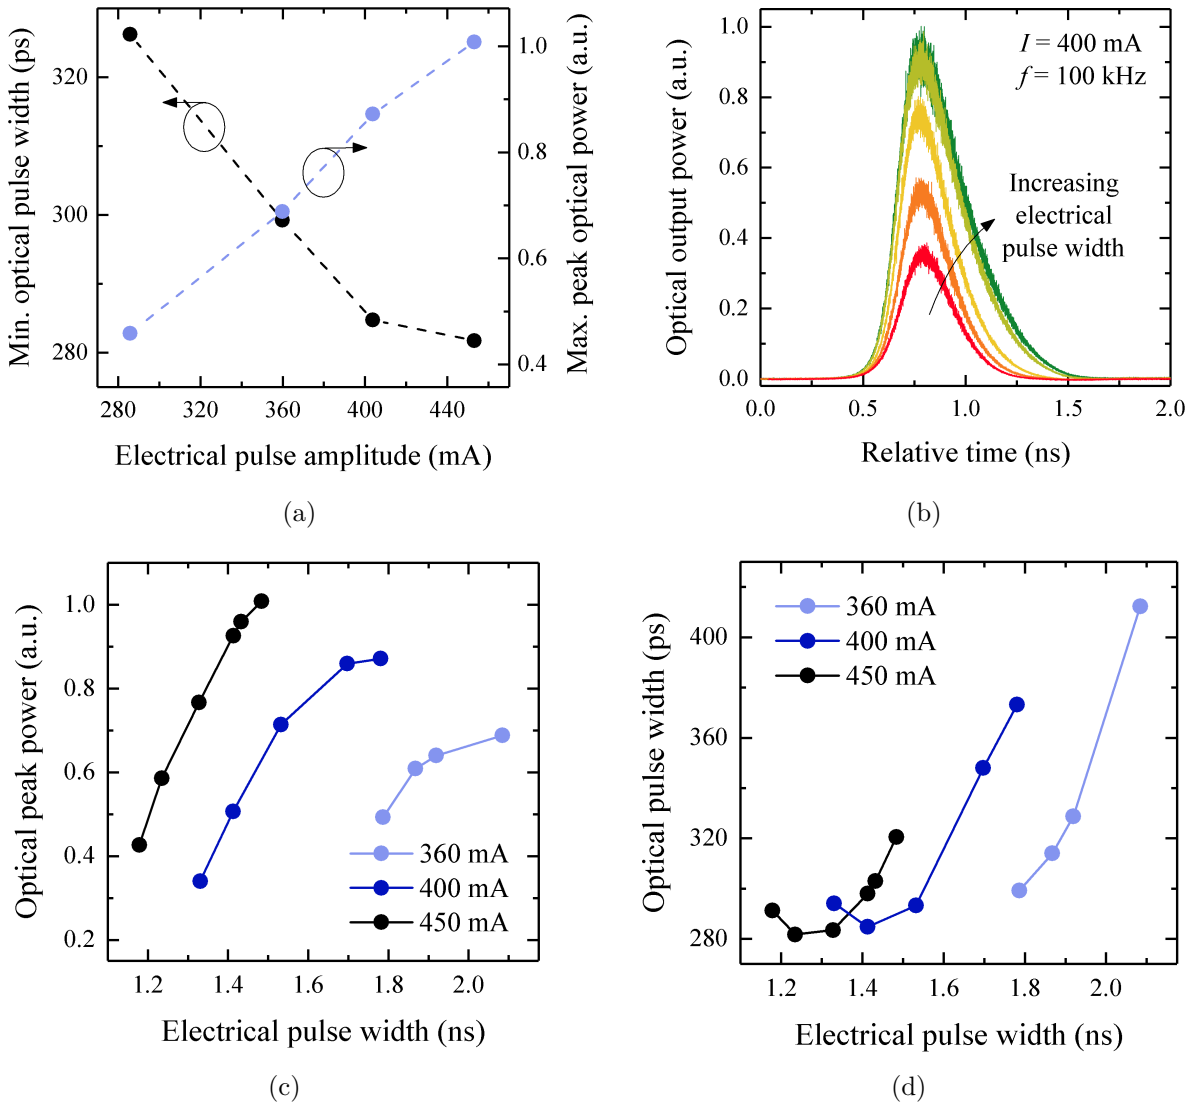 Min. optical pulse width (ps)
320
300
280
280
320
360
400
440
Electrical pulse amplitude (mA)
1.0
0.8
0.6
0.4
Max. peak optical power (a.u.)
(a)
Optical output power (a.u.)
1.0
0.8
0.6
0.4
0.2
0.0
0.0
0.5
1.0
1.5
2.0
Relative time (ns)
I = 400 mA
f = 100 kHz
Increasing
electrical
pulse width
(b)
Optical peak power (a.u.)
1.0
0.8
0.6
0.4
0.2
1.2
1.4
1.6
1.8
2.0
Electrical pulse width (ns)
360 mA
400 mA
450 mA
(c)
Optical pulse width (ps)
400
360
320
280
1.2
1.4
1.6
1.8
2.0
Electrical pulse width (ns)
360 mA
400 mA
450 mA
(d)